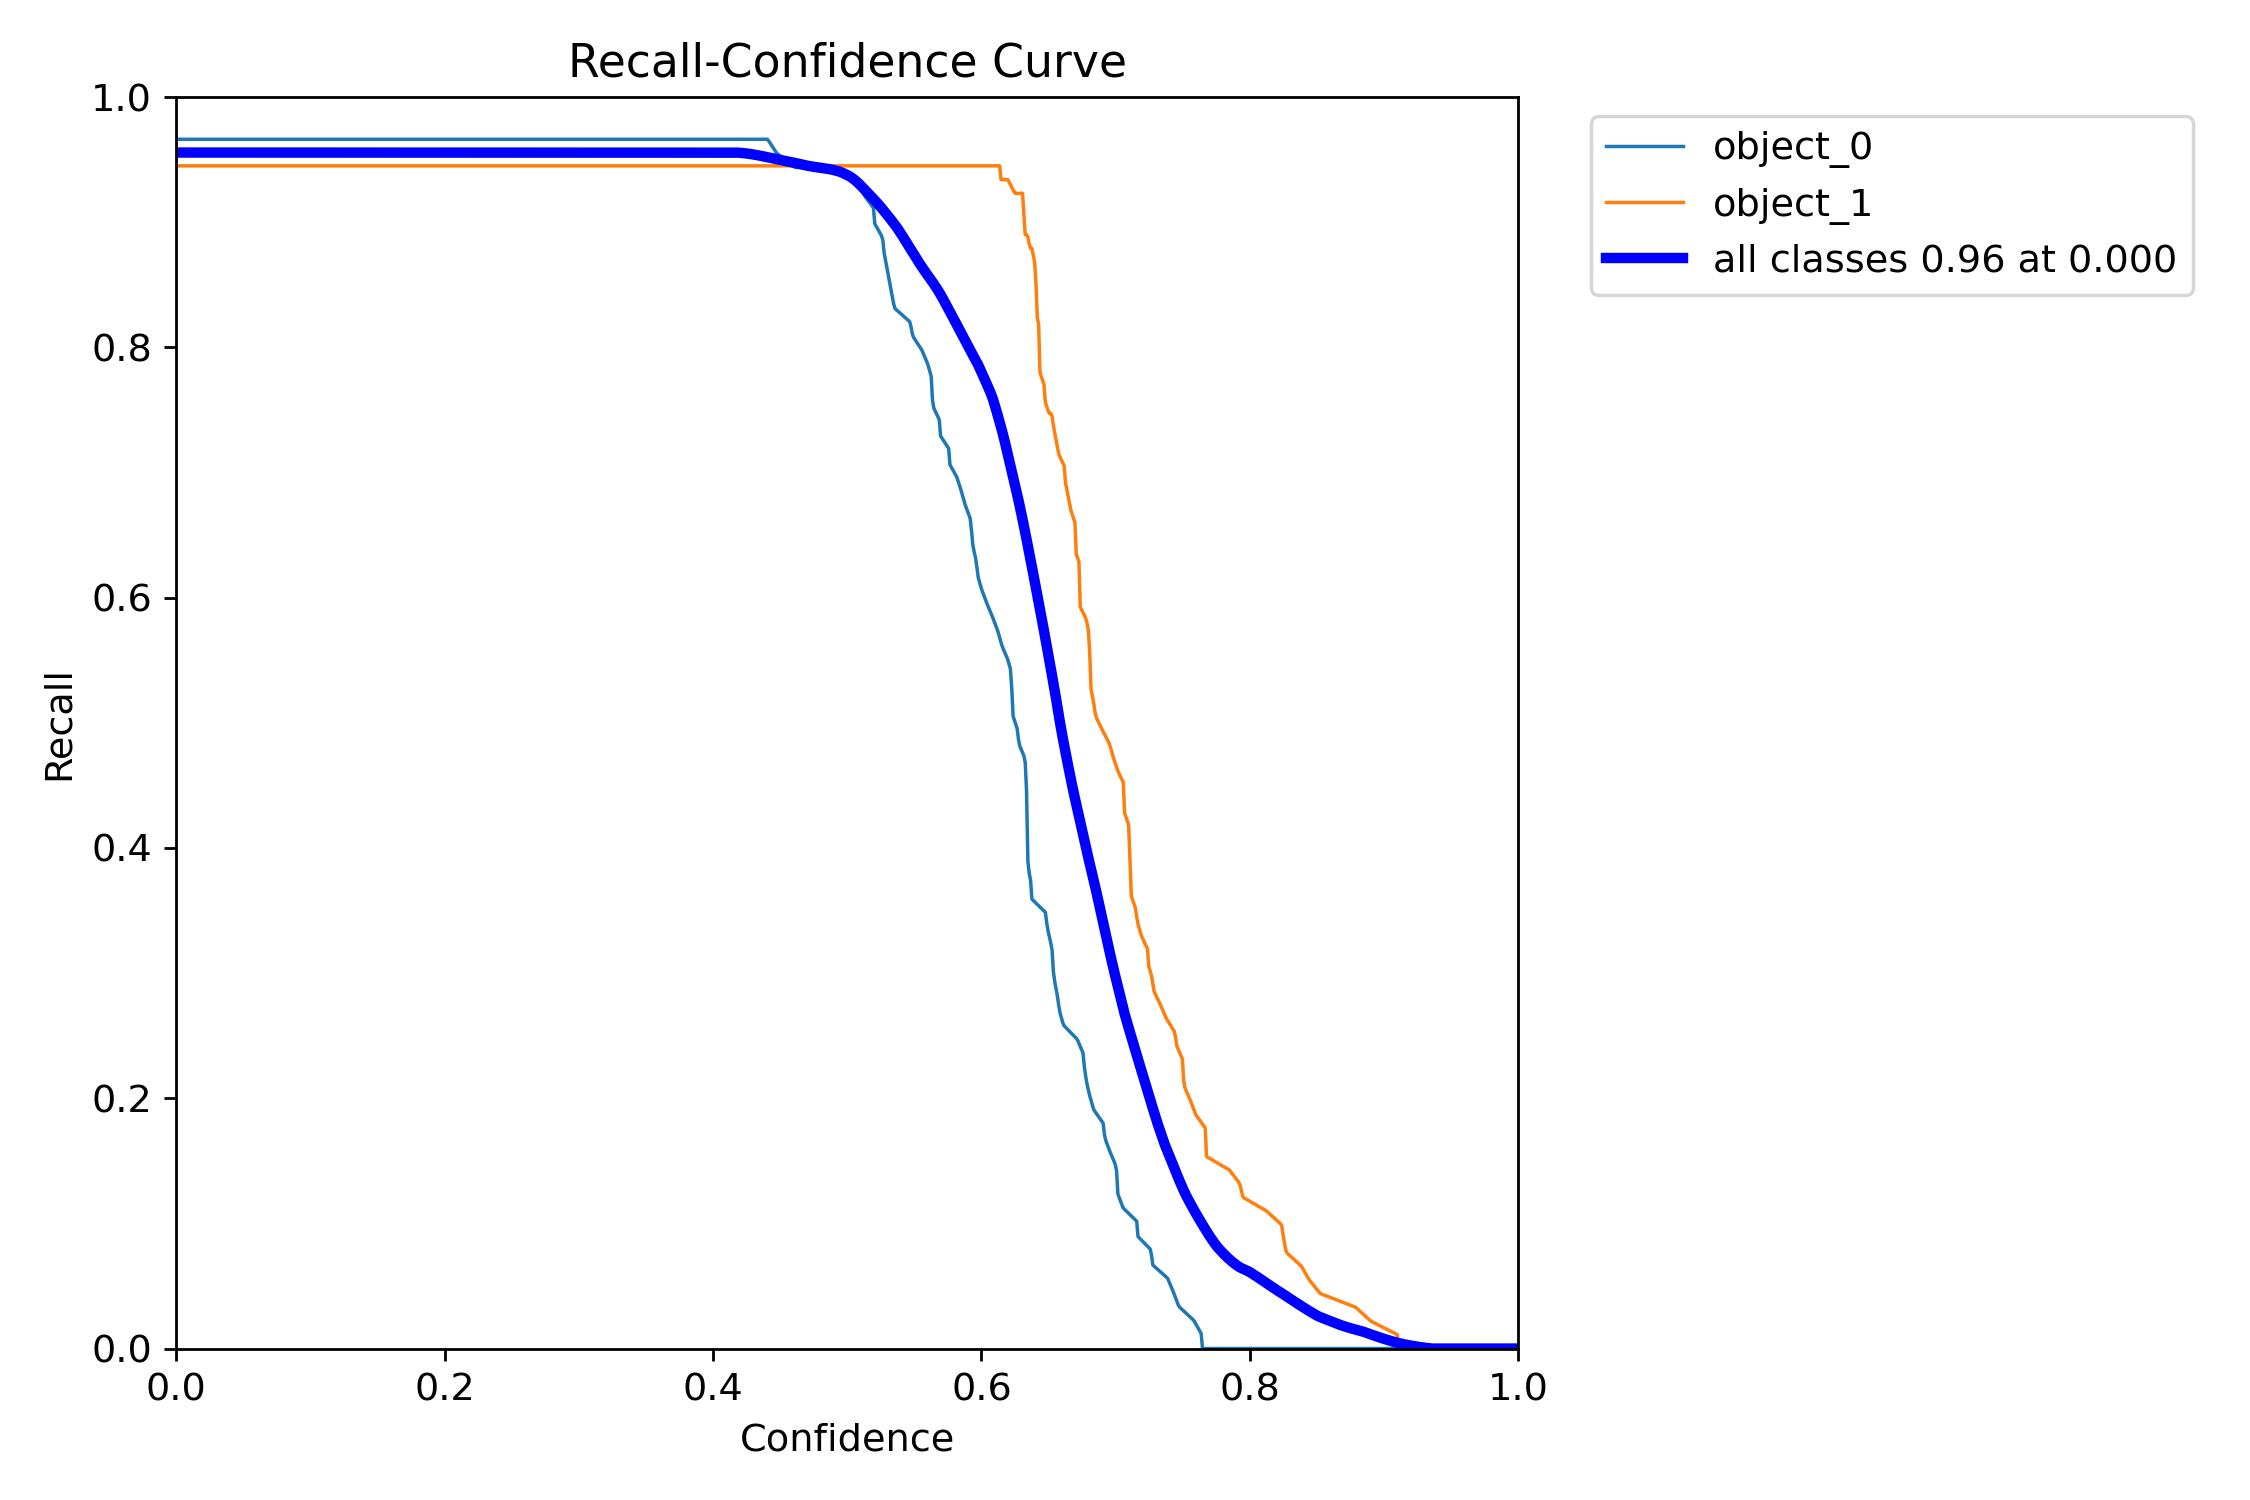 Recall-Confidence Curve
1.0
0.8
0.6
0.4
0.2
0.0
Recall
0.0 0.2 0.4 0.6 0.8 1.0
Confidence
object_0
object_1
all classes 0.96 at 0.000